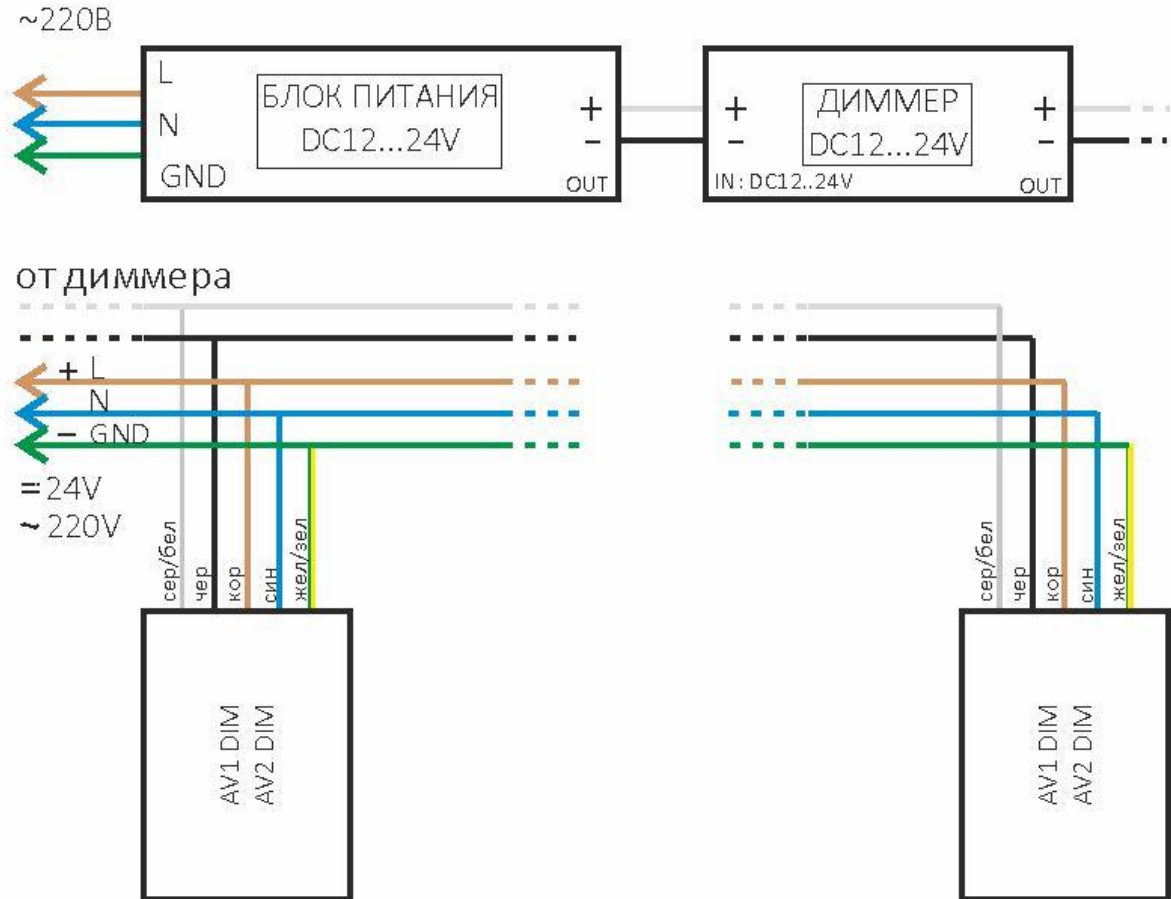 ~220В
L
N
GND
БЛОК ПИТАНИЯ
DC12...24V
+
−
OUT
+
−
IN : DC12..24V
ДИММЕР
DC12...24V
+
−
OUT
от диммера
+ L
N
− GND
=24V
~220V
сер/бел
чер
кор
син
жел/зел
сер/бел
чер
кор
син
жел/зел
AV1 DIM
AV2 DIM
AV1 DIM
AV2 DIM